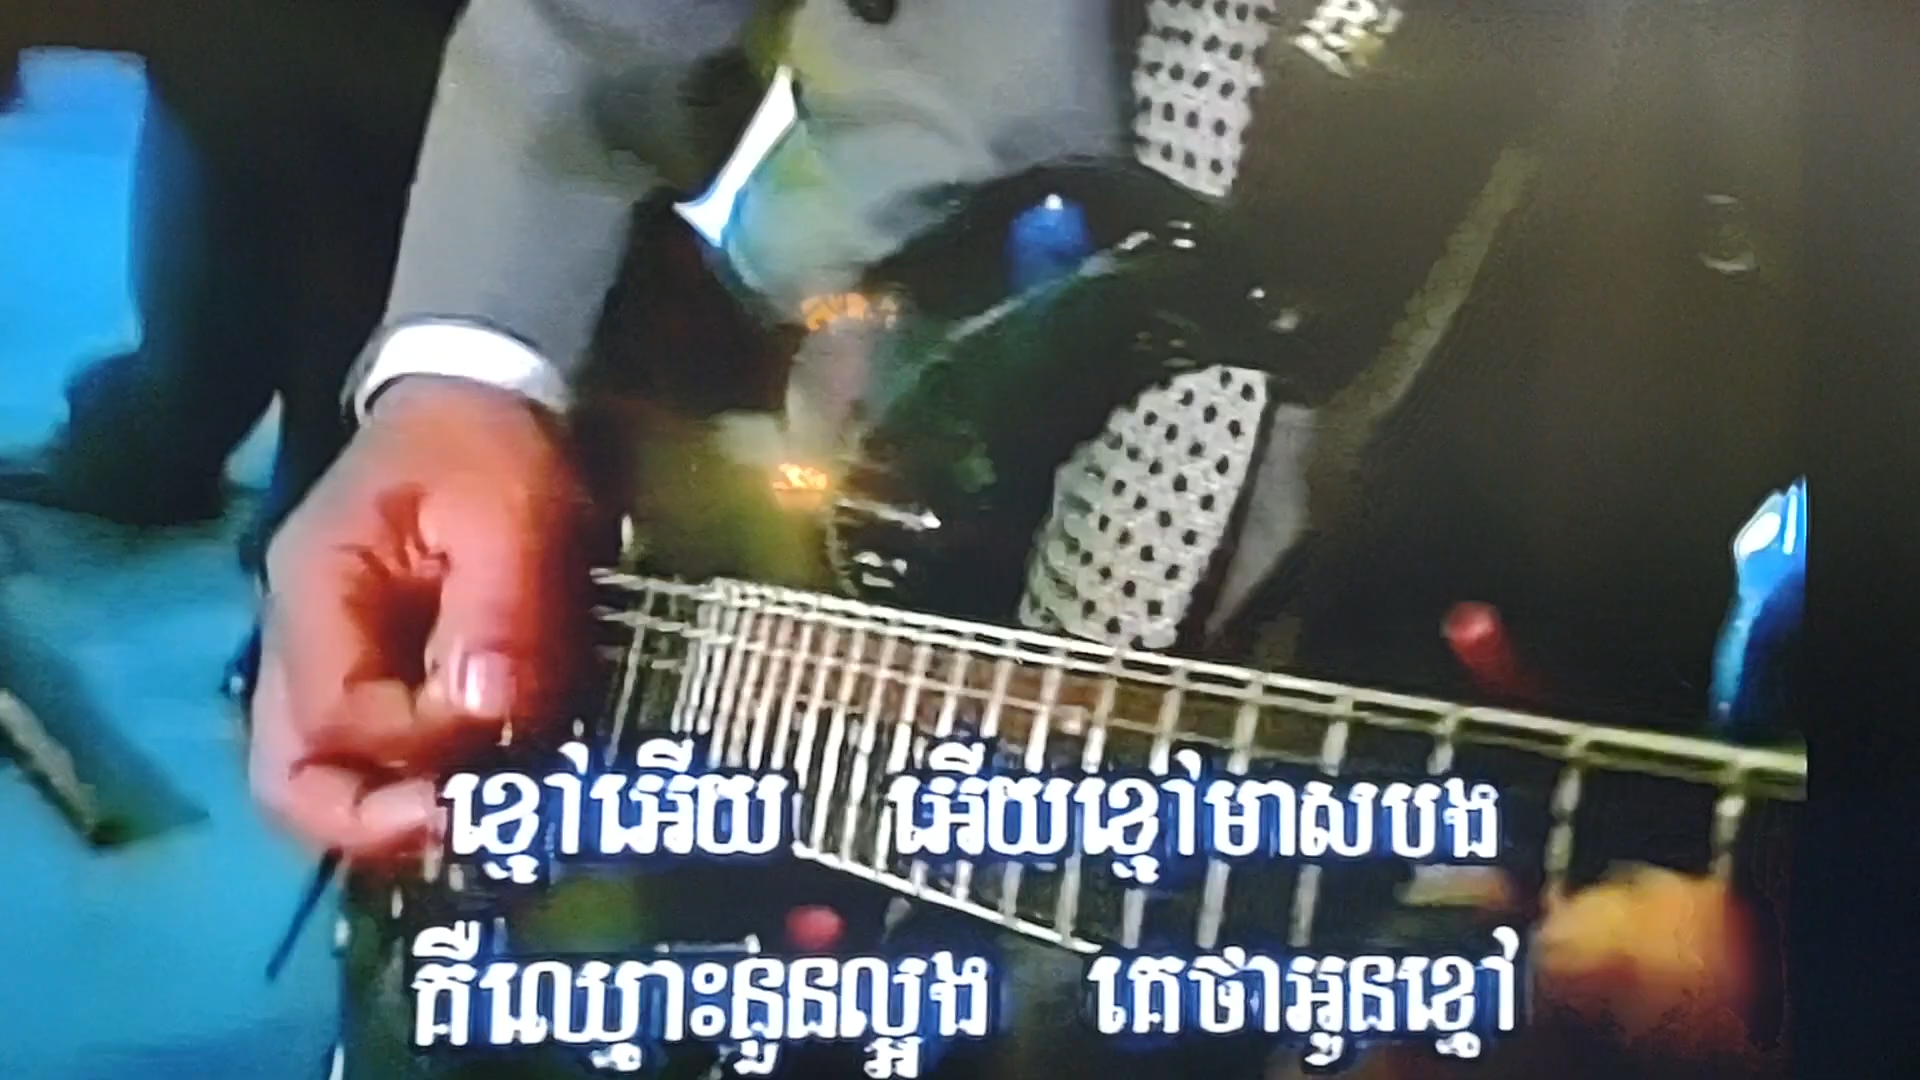 ខ្មៅអើយ អើយខ្មៅមាសបង
គឺឈ្មោះនួនល្អង គេថាអូនខ្មៅ